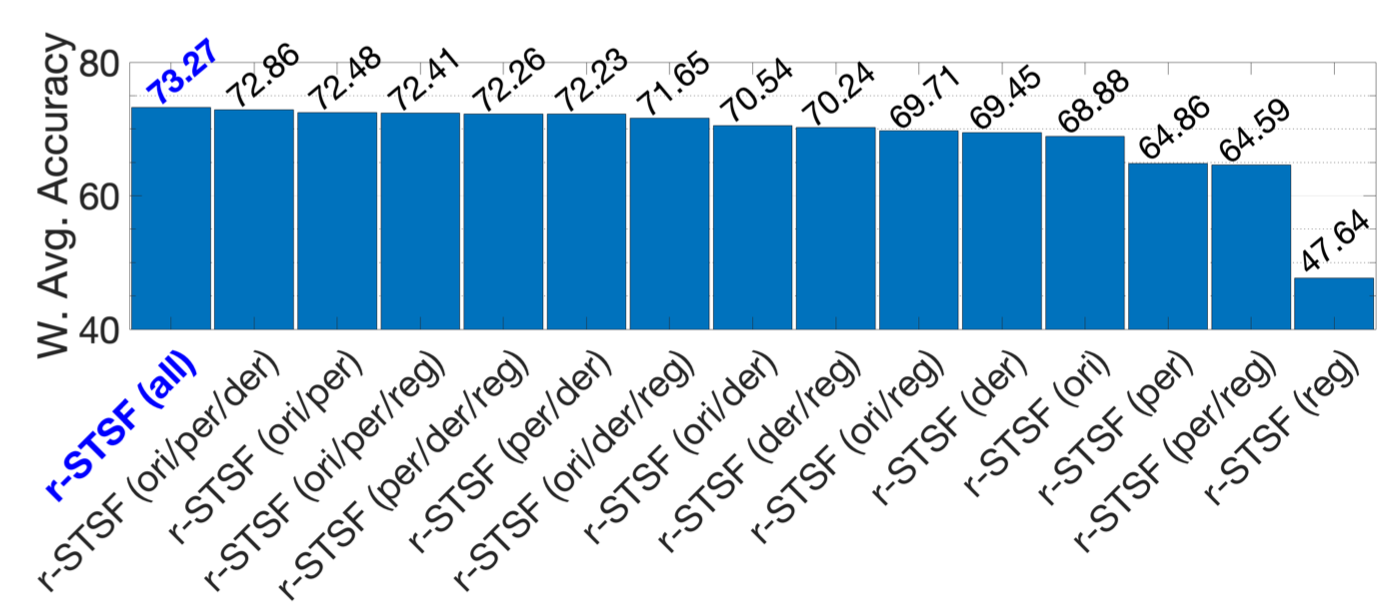 W. Avg. Accuracy
80
60
40
73.27
72.86
72.48
72.41
72.26
72.23
71.65
70.54
70.24
69.71
69.45
68.88
64.86
64.59
47.64
r-STSF (all)
r-STSF (ori/per/der)
r-STSF (ori/per)
r-STSF (ori/per/reg)
r-STSF (per/der/reg)
r-STSF (per/der)
r-STSF (ori/der/reg)
r-STSF (ori/der)
r-STSF (der/reg)
r-STSF (ori/reg)
r-STSF (der)
r-STSF (ori)
r-STSF (per)
r-STSF (per/reg)
r-STSF (reg)